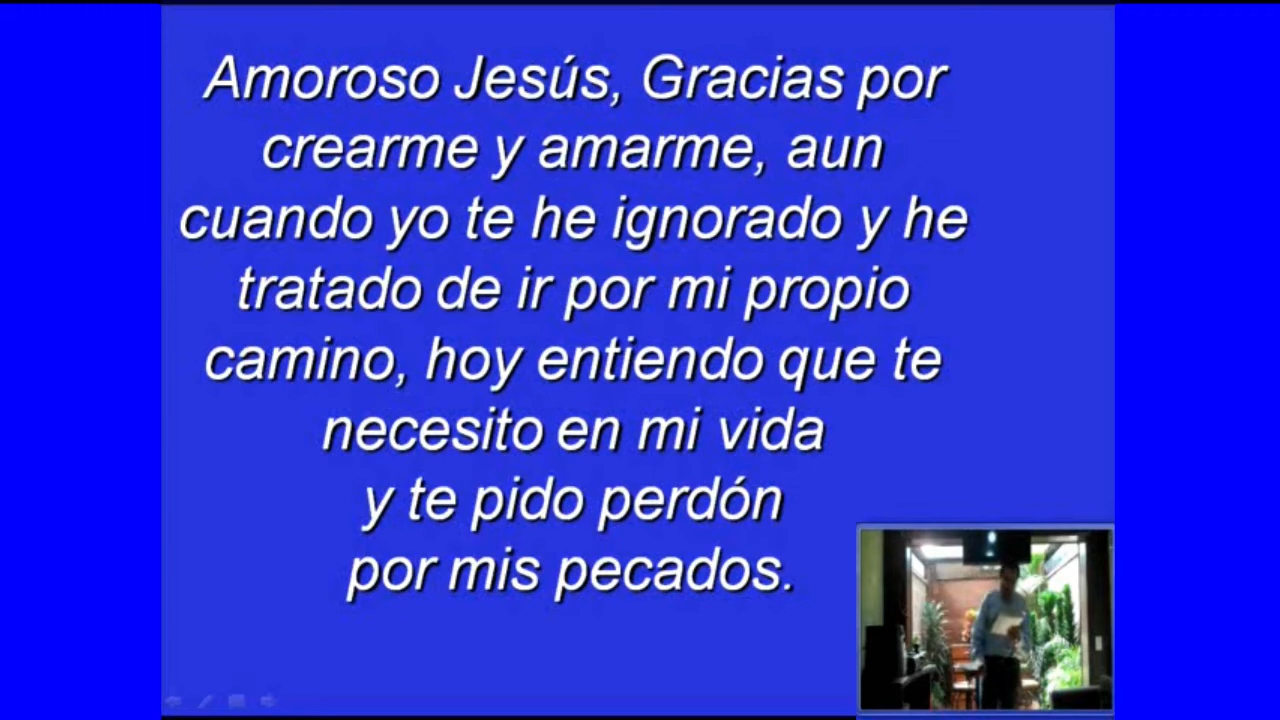 Amoroso Jesús, Gracias por
crearme y amarme, aun
cuando yo te he ignorado y he
tratado de ir por mi propio
camino, hoy entiendo que te
necesito en mi vida
y te pido perdón
por mis pecados.